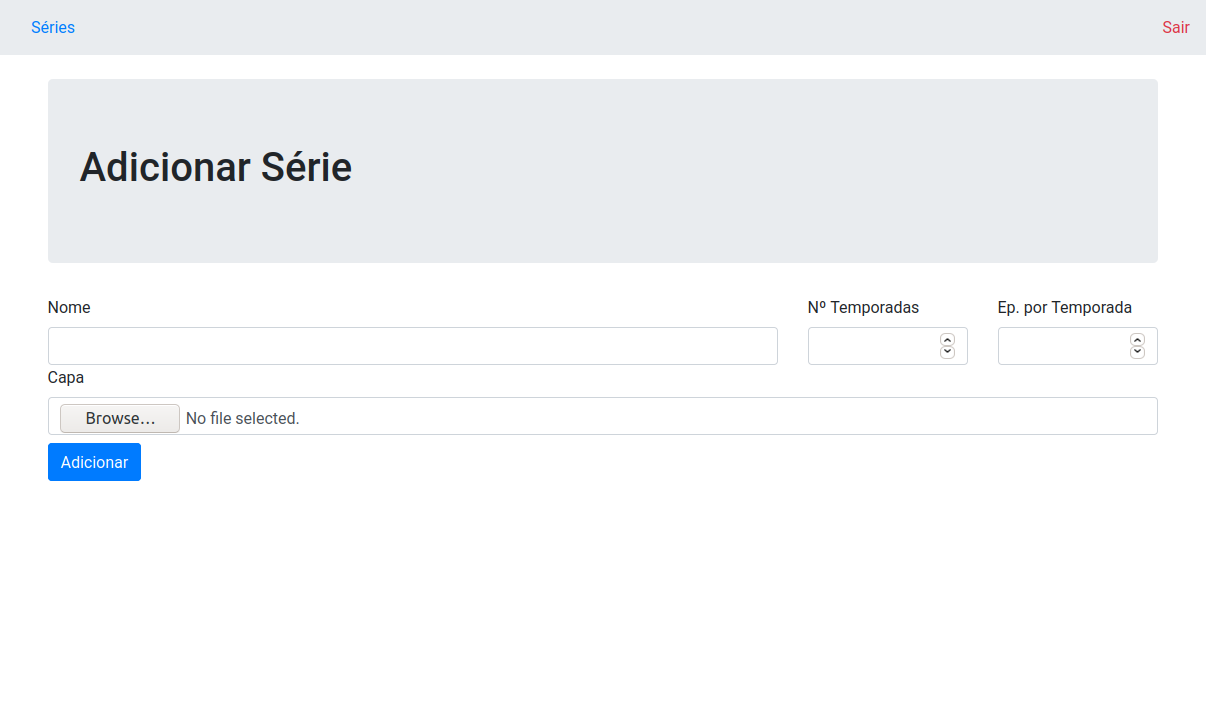 Séries
Sair
Adicionar Série
Nome
Nº Temporadas
Ep. por Temporada
Capa
Browse... No file selected.
Adicionar